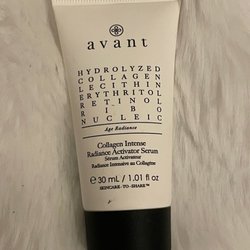 avant
HYDROLYZED
COLLAGEN
LECITHIN
ERYTHRITOL
RETINOL
RIBO
NUCLEIC
Age Radiance
Collagen Intense
Radiance Activator Serum
Sérum Activateur
Radiance Intensive au Collagène
e 30 mL / 1.01 fl. oz
SKINCARE-TO-SHARE™